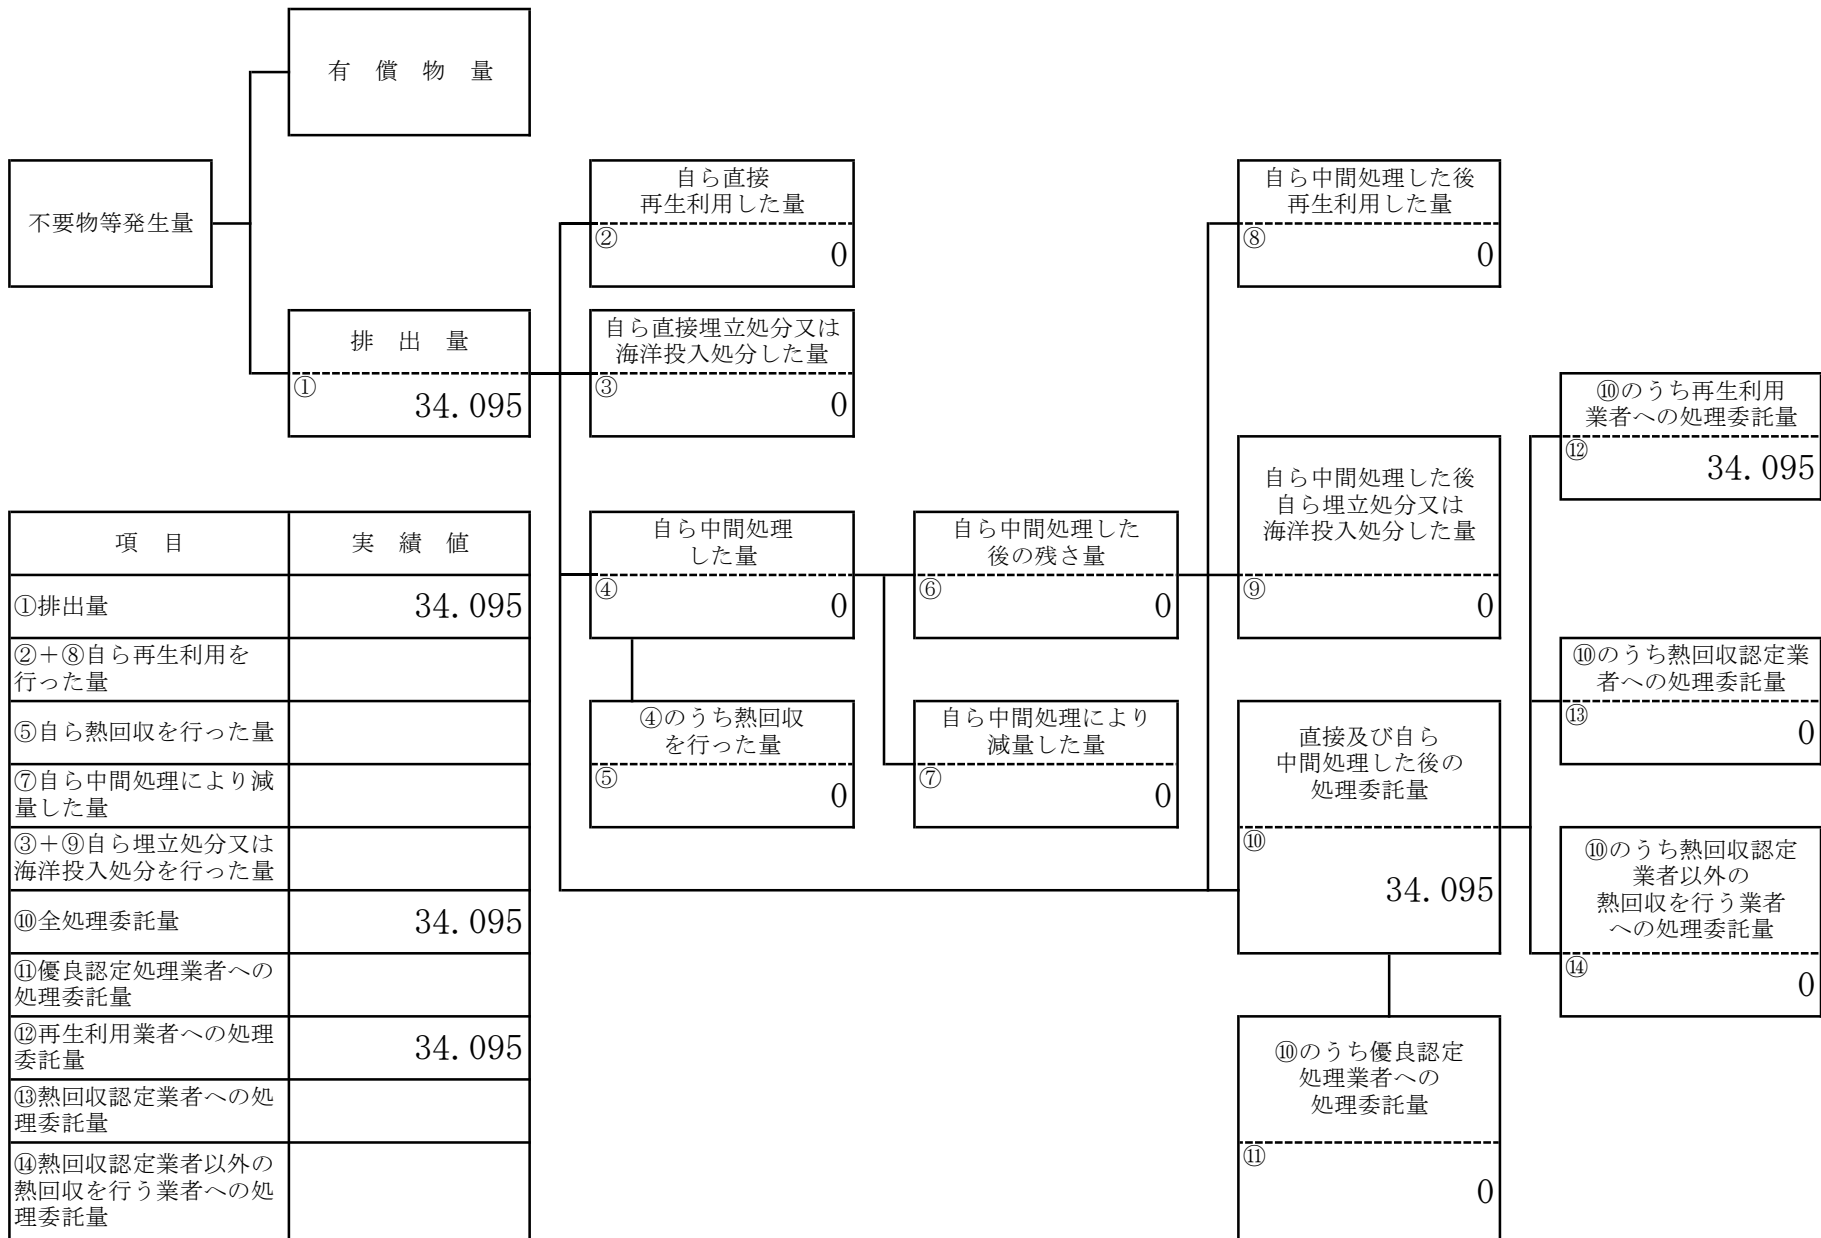 有 償 物 量
不要物等発生量
排 出 量
①
34.095
自ら直接
再生利用した量
②
0
自ら直接埋立処分又は
海洋投入処分した量
③
0
自ら中間処理
した量
④
0
④のうち熱回収
を行った量
⑤
0
自ら中間処理した
後の残さ量
⑥
0
自ら中間処理により
減量した量
⑦
0
自ら中間処理した後
再生利用した量
⑧
0
自ら中間処理した後
自ら埋立処分又は
海洋投入処分した量
⑨
0
直接及び自ら
中間処理した後の
処理委託量
⑩
34.095
⑩のうち優良認定
処理業者への
処理委託量
⑪
0
⑩のうち再生利用
業者への処理委託量
⑫
34.095
⑩のうち熱回収認定業
者への処理委託量
⑬
0
⑩のうち熱回収認定
業者以外の
熱回収を行う業者
への処理委託量
⑭
0
項 目 実 績 値
①排出量 34.095
②＋⑧自ら再生利用を
行った量
⑤自ら熱回収を行った量
⑦自ら中間処理により減
量した量
③＋⑨自ら埋立処分又は
海洋投入処分を行った量
⑩全処理委託量 34.095
⑪優良認定処理業者への
処理委託量
⑫再生利用業者への処理
委託量 34.095
⑬熱回収認定業者への処
理委託量
⑭熱回収認定業者以外の
熱回収を行う業者への処
理委託量